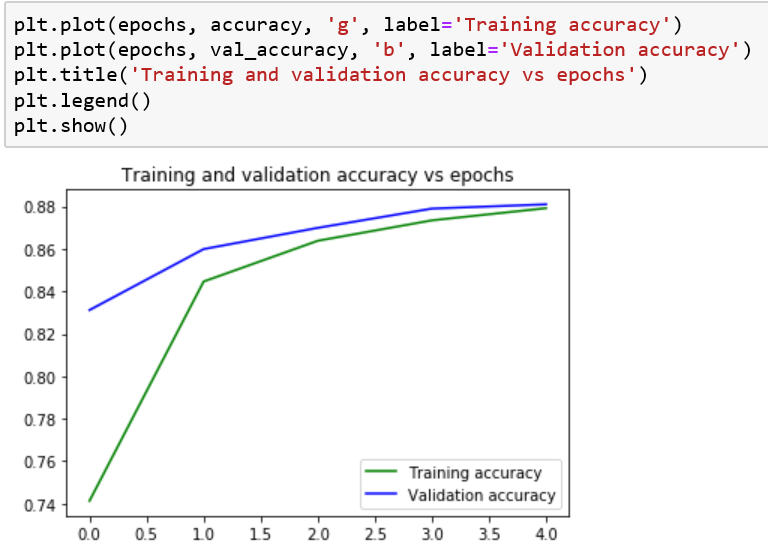 plt.plot(epochs, accuracy, 'g', label='Training accuracy')
plt.plot(epochs, val_accuracy, 'b', label='Validation accuracy')
plt.title('Training and validation accuracy vs epochs')
plt.legend()
plt.show()
Training and validation accuracy vs epochs
0.88
0.86
0.84
0.82
0.80
0.78
0.76
0.74
Training accuracy
Validation accuracy
0.0 0.5 1.0 1.5 2.0 2.5 3.0 3.5 4.0